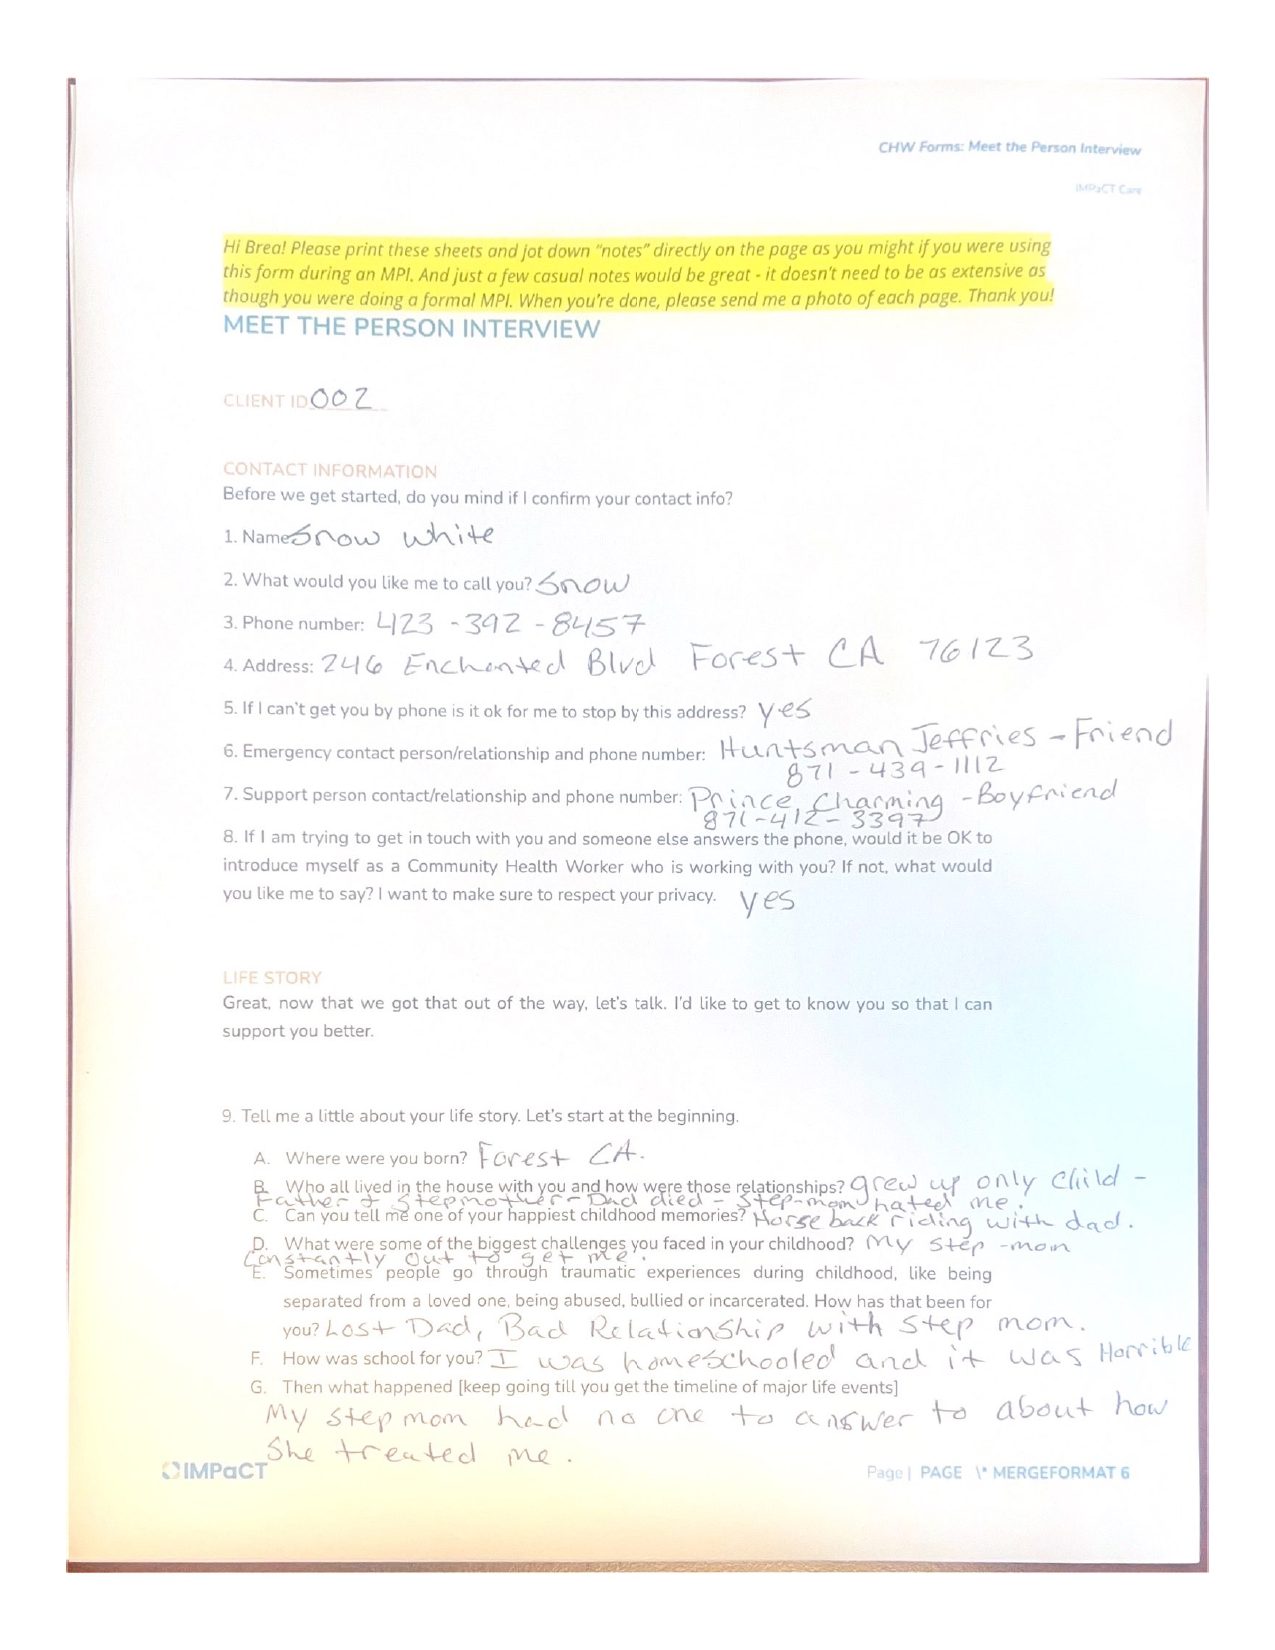 CHW Forms: Meet the Person Interview
IMPaCT Care
Hi Brea! Please print these sheets and jot down "notes" directly on the page as you might if you were using
this form during an MPI. And just a few casual notes would be great - it doesn't need to be as extensive as
though you were doing a formal MPI. When you're done, please send me a photo of each page. Thank you!
MEET THE PERSON INTERVIEW
CLIENT ID 002
CONTACT INFORMATION
Before we get started, do you mind if I confirm your contact info?
1. Name Snow White
2. What would you like me to call you? Snow
3. Phone number: 423-392-8457
4. Address: 246 Enchanted Blvd Forest CA 76123
5. If I can't get you by phone is it ok for me to stop by this address? yes
6. Emergency contact person/relationship and phone number: Huntsman Jeffries - Friend
871-439-1112
7. Support person contact/relationship and phone number: Prince Charming - Boyfriend
871-412-3397
8. If I am trying to get in touch with you and someone else answers the phone, would it be OK to
introduce myself as a Community Health Worker who is working with you? If not, what would
you like me to say? I want to make sure to respect your privacy. yes
LIFE STORY
Great, now that we got that out of the way, let's talk. I'd like to get to know you so that I can
support you better.
9. Tell me a little about your life story. Let's start at the beginning.
A. Where were you born? Forest CA.
B. Who all lived in the house with you and how were those relationships? grew up only child -
Father & stepmother - Dad died - step-mom hated me.
C. Can you tell me one of your happiest childhood memories? Horse back riding with dad.
D. What were some of the biggest challenges you faced in your childhood? My step-mom
Constantly out to get me.
E. Sometimes people go through traumatic experiences during childhood, like being
separated from a loved one, being abused, bullied or incarcerated. How has that been for
you? Lost Dad, Bad Relationship with step mom.
F. How was school for you? I was homeschooled and it was Horrible
G. Then what happened [keep going till you get the timeline of major life events]
My step mom had no one to answer to about how
She treated me.
IMPaCT
Page | PAGE \* MERGEFORMAT 6